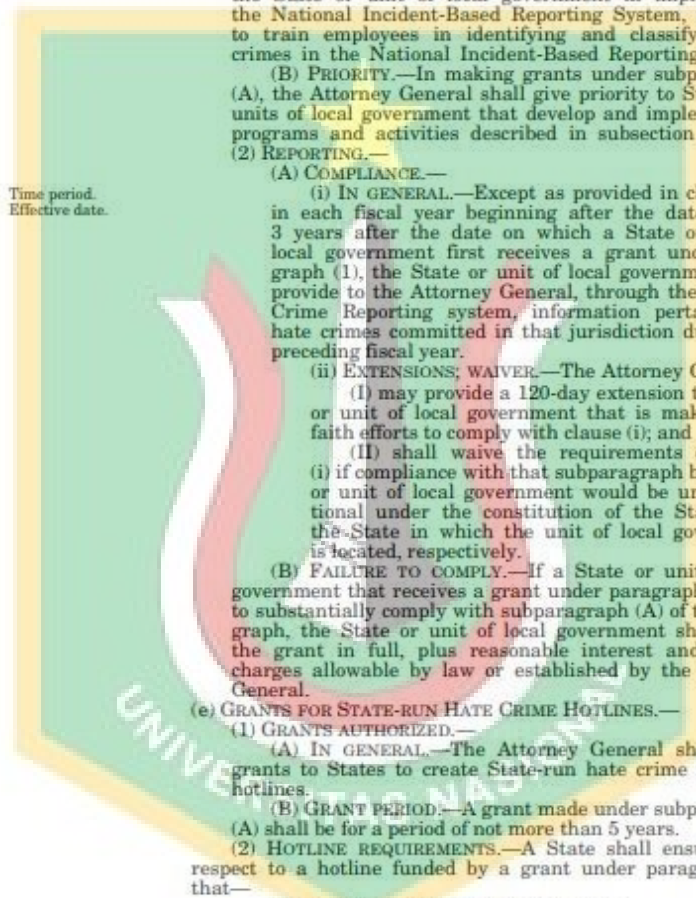 the National Incident-Based Reporting System,
to train employees in identifying and classify
crimes in the National Incident-Based Reporting
(B) PRIORITY.—In making grants under subp
(A), the Attorney General shall give priority to S
units of local government that develop and imple
programs and activities described in subsection
(2) REPORTING.—
(A) COMPLIANCE.—
Time period.
Effective date.
(i) IN GENERAL.—Except as provided in c
in each fiscal year beginning after the dat
3 years after the date on which a State o
local government first receives a grant und
graph (1), the State or unit of local governm
provide to the Attorney General, through the
Crime Reporting system, information perta
hate crimes committed in that jurisdiction d
preceding fiscal year.
(ii) EXTENSIONS; WAIVER.—The Attorney G
(I) may provide a 120-day extension t
or unit of local government that is mak
faith efforts to comply with clause (i); and
(II) shall waive the requirements
(i) if compliance with that subparagraph b
or unit of local government would be un
tional under the constitution of the St
the State in which the unit of local gov
is located, respectively.
(B) FAILURE TO COMPLY.—If a State or unit
government that receives a grant under paragraph
to substantially comply with subparagraph (A) of t
graph, the State or unit of local government sh
the grant in full, plus reasonable interest and
charges allowable by law or established by the
General.
(e) GRANTS FOR STATE-RUN HATE CRIME HOTLINES.—
(1) GRANTS AUTHORIZED.—
(A) IN GENERAL.—The Attorney General sh
grants to States to create State-run hate crime
hotlines.
(B) GRANT PERIOD.—A grant made under subp
(A) shall be for a period of not more than 5 years.
(2) HOTLINE REQUIREMENTS.—A State shall ensu
respect to a hotline funded by a grant under parag
that—
UNIVERSITAS NASIONAL